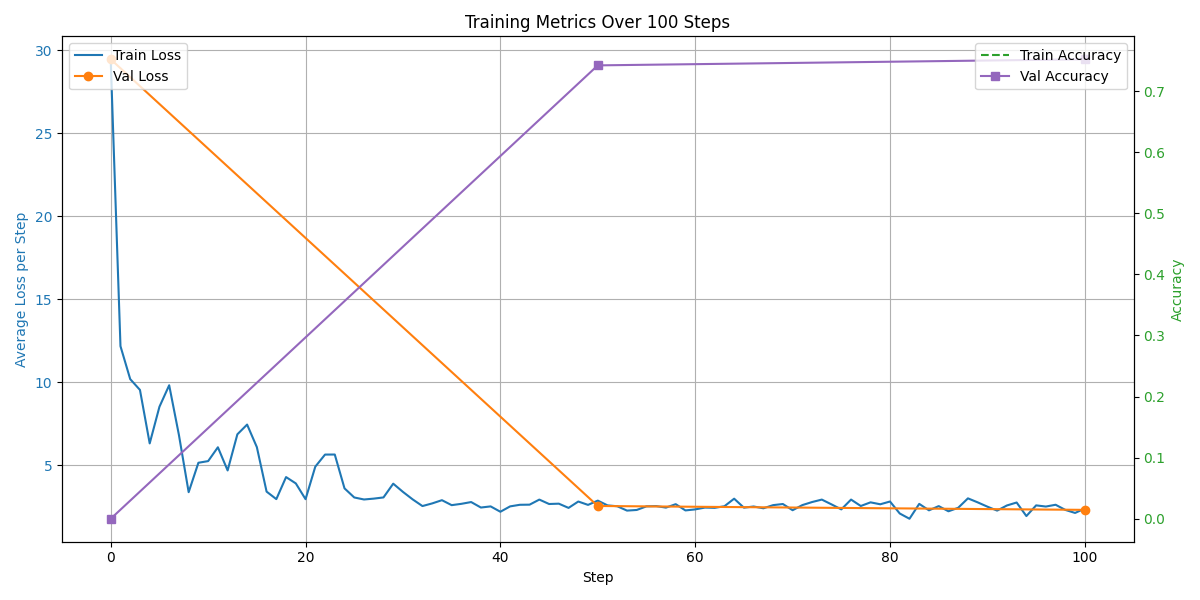 Training Metrics Over 100 Steps
Train Loss
Val Loss
Train Accuracy
Val Accuracy
30
25
20
15
10
5
Average Loss per Step
0.7
0.6
0.5
0.4
0.3
0.2
0.1
0.0
Accuracy
0 20 40 60 80 100
Step